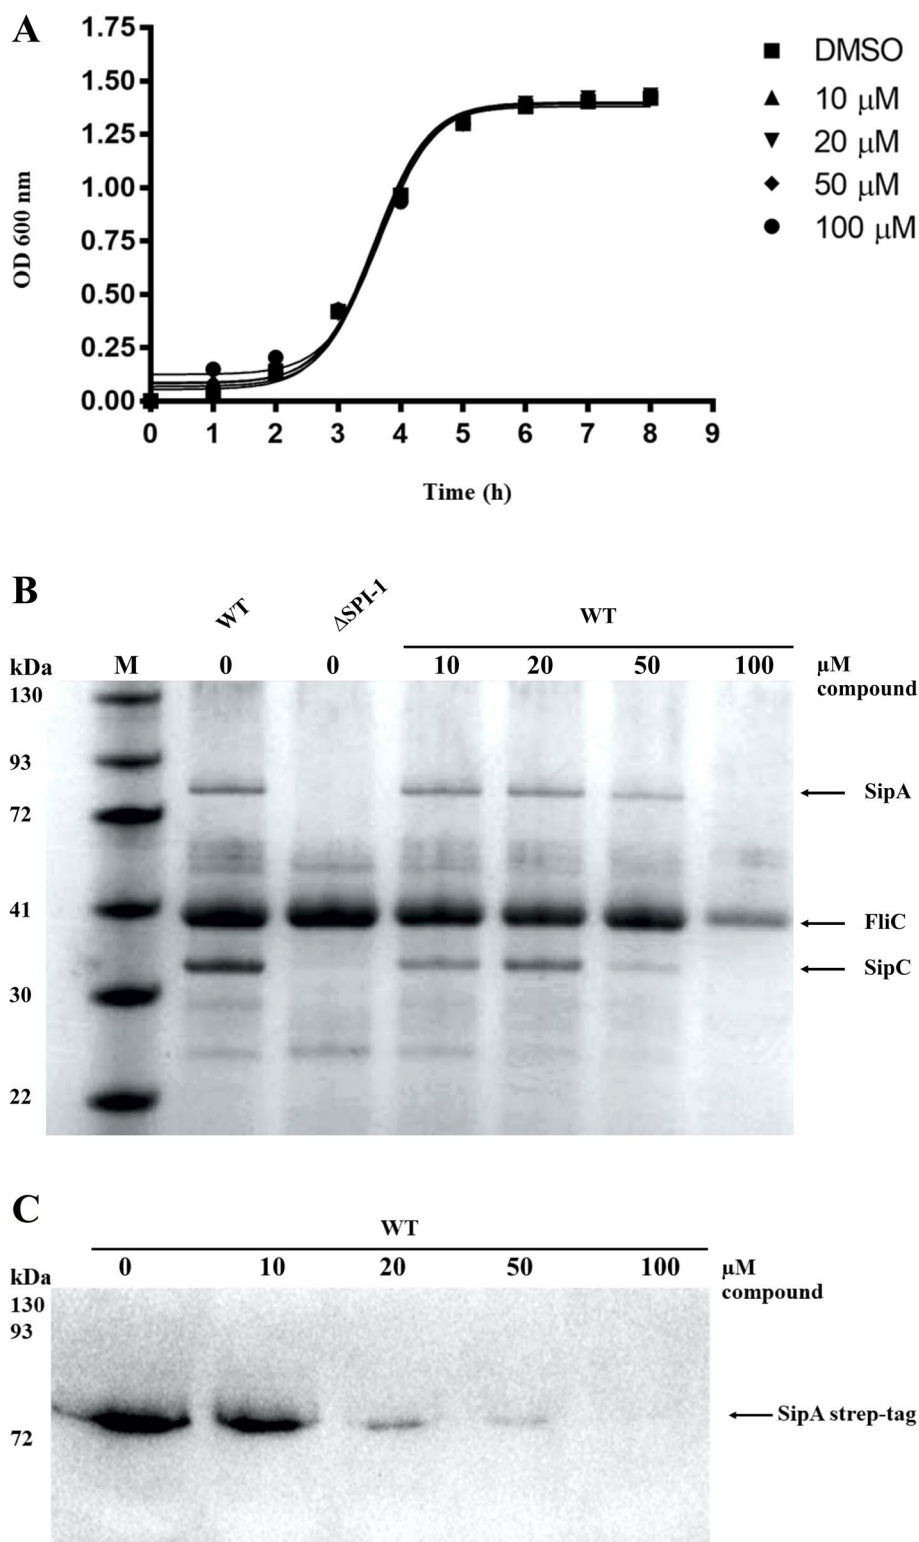 A
1.75
1.50
1.25
1.00
0.75
0.50
0.25
0.00
OD 600 nm
0 1 2 3 4 5 6 7 8 9
Time (h)
DMSO
10 μM
20 μM
50 μM
100 μM
B
WT ΔSPI-1 WT
kDa M 0 0 10 20 50 100 μM
compound
130
93
72
41
30
22
SipA
FliC
SipC
C
WT
kDa 0 10 20 50 100 μM
compound
130
93
72
SipA strep-tag